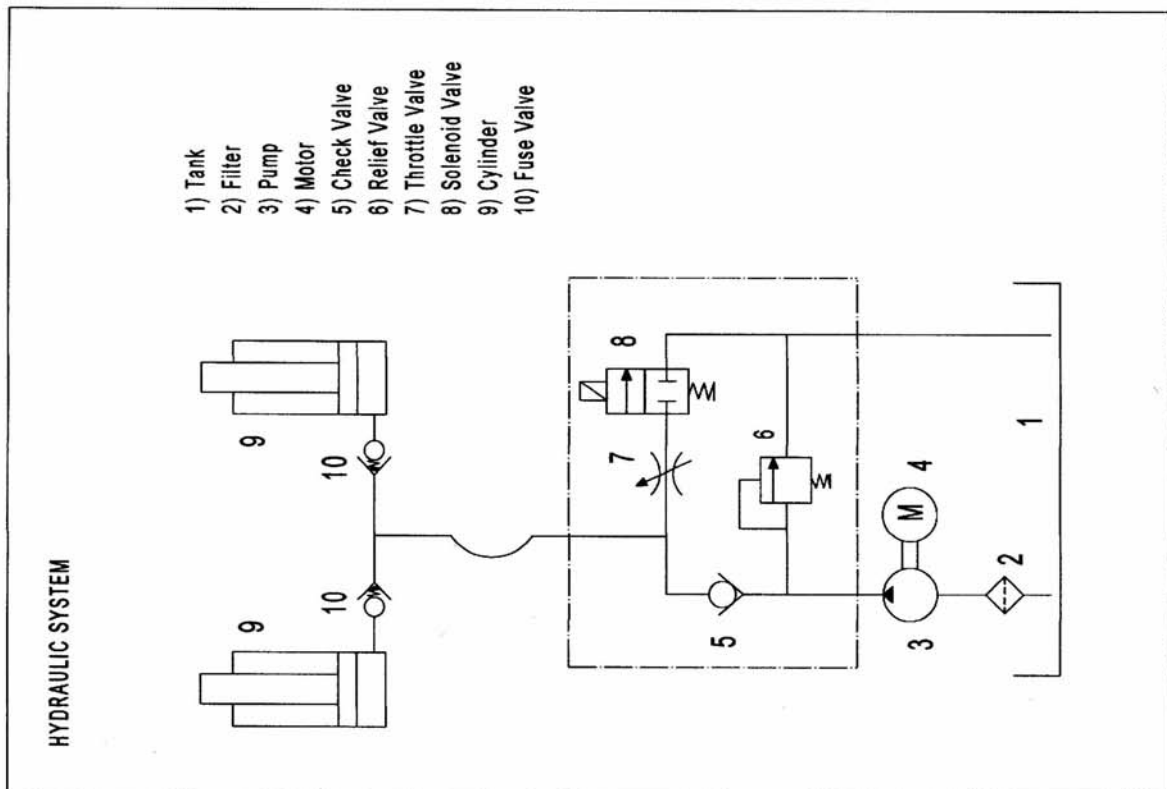 HYDRAULIC SYSTEM
1) Tank
2) Filter
3) Pump
4) Motor
5) Check Valve
6) Relief Valve
7) Throttle Valve
8) Solenoid Valve
9) Cylinder
10) Fuse Valve
9
9
10
10
8
7
6
5
4
M
3
2
1